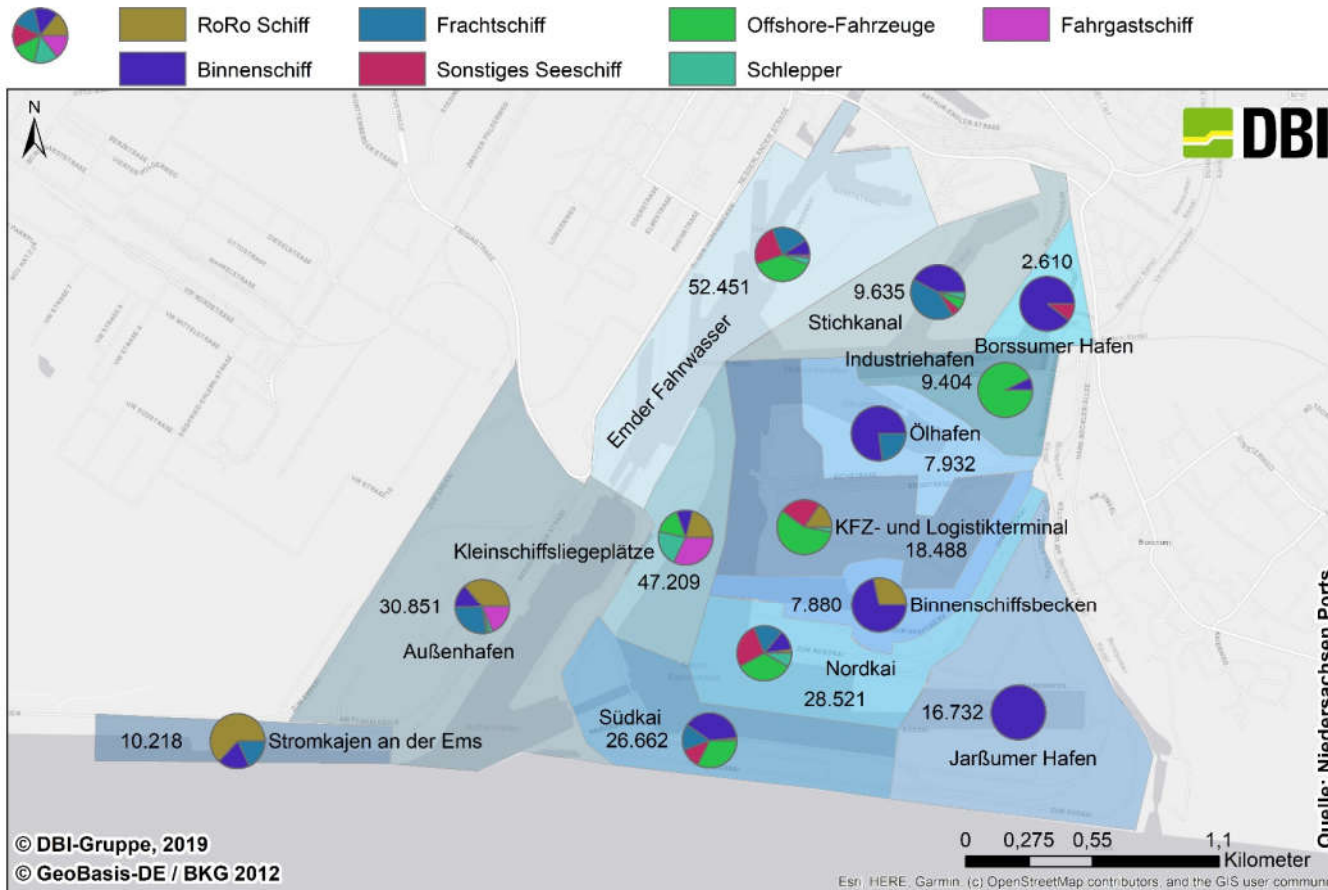 RoRo Schiff
Frachtschiff
Offshore-Fahrzeuge
Fahrgastschiff
Binnenschiff
Sonstiges Seeschiff
Schlepper
N
DBI
52.451
Emder Fahrwasser
9.635
Stichkanal
2.610
Borssumer Hafen
Industriehafen
9.404
Ölhafen
7.932
Kleinschiffsliegeplätze
47.209
KFZ- und Logistikterminal
18.488
30.851
Außenhafen
7.880
Binnenschiffsbecken
Nordkai
28.521
Südkai
26.662
16.732
Jarßumer Hafen
10.218
Stromkajen an der Ems
Quelle: Niedersachsen Ports
© DBI-Gruppe, 2019
© GeoBasis-DE / BKG 2012
0 0,275 0,55 1,1
Kilometer
Esri, HERE, Garmin, (c) OpenStreetMap contributors, and the GIS user commun